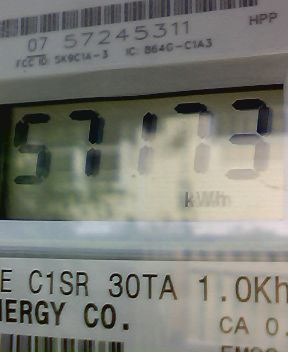 07 57245311
HPP
FCC ID: SK9C1A-3 IC: 864G-C1A3
57173
kWh
E C1SR 30TA 1.0Kh
NERGY CO.
CA 0.